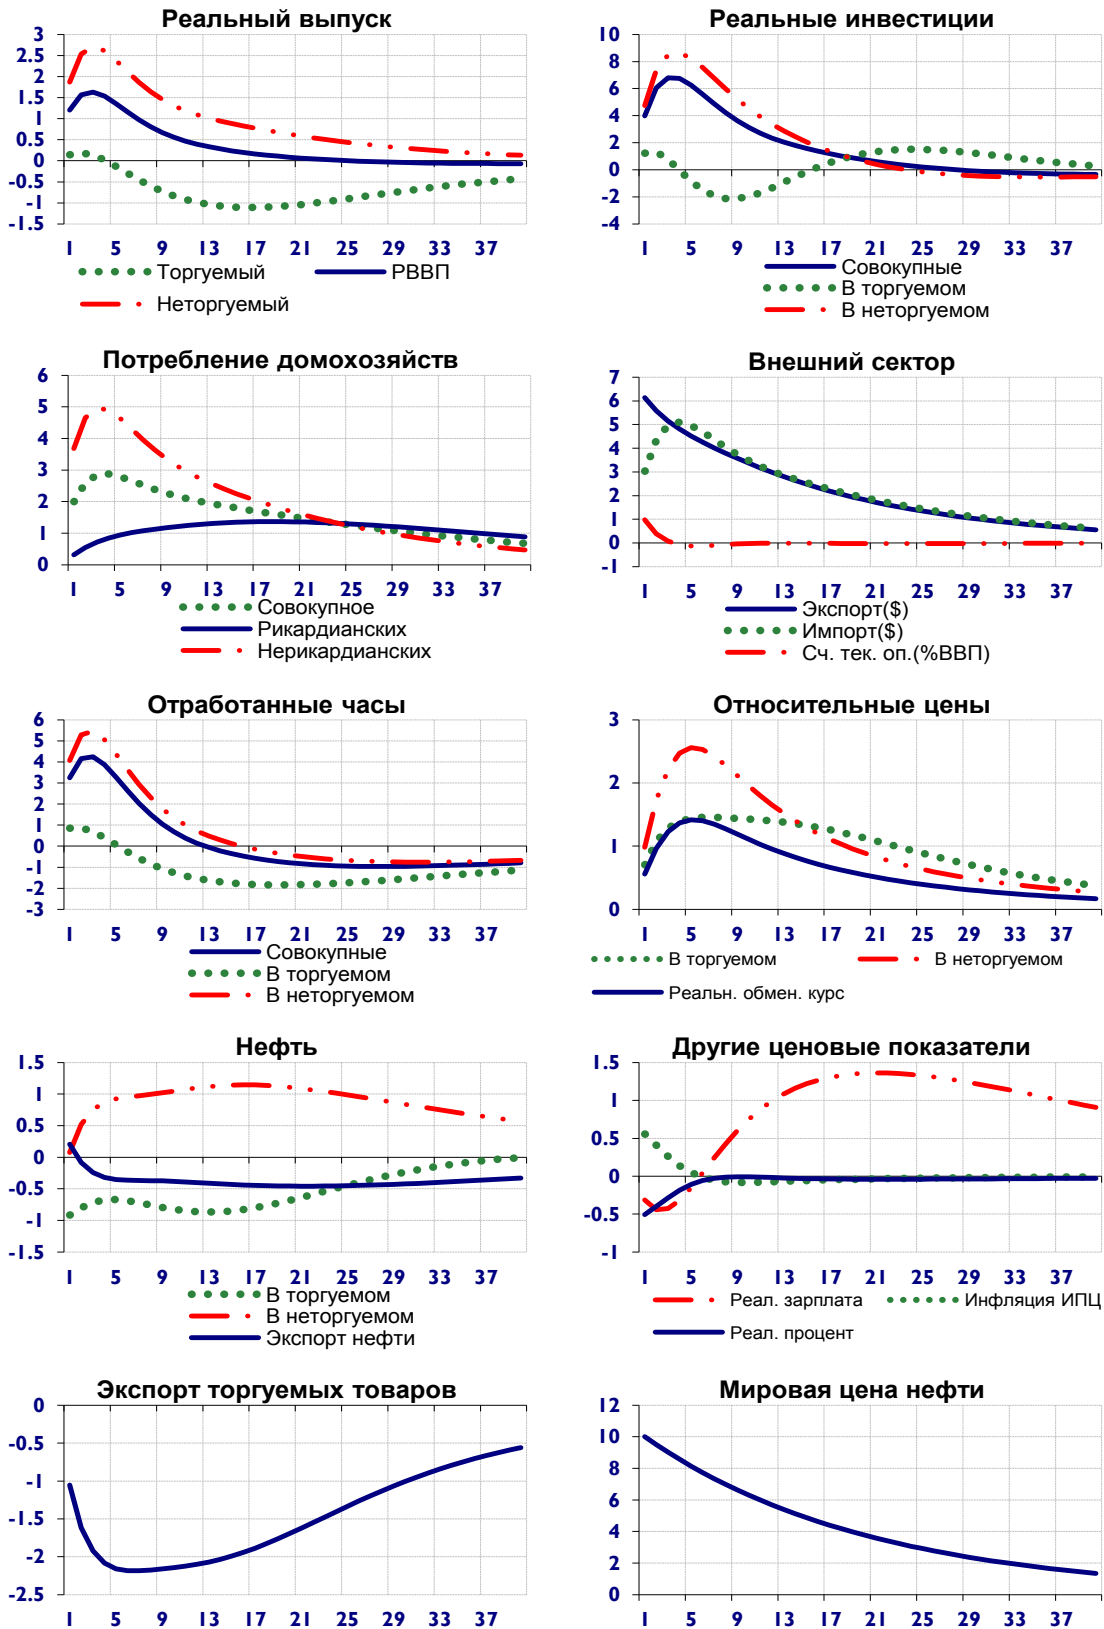 Реальный выпуск
3
2.5
2
1.5
1
0.5
0
-0.5
-1
-1.5
1 5 9 13 17 21 25 29 33 37
Торгуемый РВВП
Неторгуемый
Реальные инвестиции
10
8
6
4
2
0
-2
-4
1 5 9 13 17 21 25 29 33 37
Совокупные
В торгуемом
В неторгуемом
Потребление домохозяйств
6
5
4
3
2
1
0
1 5 9 13 17 21 25 29 33 37
Совокупное
Рикардианских
Нерикардианских
Внешний сектор
7
6
5
4
3
2
1
0
-1
1 5 9 13 17 21 25 29 33 37
Экспорт($)
Импорт($)
Сч. тек. оп.(%ВВП)
Отработанные часы
6
5
4
3
2
1
0
-1
-2
-3
1 5 9 13 17 21 25 29 33 37
Совокупные
В торгуемом
В неторгуемом
Относительные цены
3
2
1
0
1 5 9 13 17 21 25 29 33 37
В торгуемом В неторгуемом
Реальн. обмен. курс
Нефть
1.5
1
0.5
0
-0.5
-1
-1.5
1 5 9 13 17 21 25 29 33 37
В торгуемом
В неторгуемом
Экспорт нефти
Другие ценовые показатели
1.5
1
0.5
0
-0.5
-1
1 5 9 13 17 21 25 29 33 37
Реал. зарплата Инфляция ИПЦ
Реал. процент
Экспорт торгуемых товаров
0
-0.5
-1
-1.5
-2
-2.5
1 5 9 13 17 21 25 29 33 37
Мировая цена нефти
12
10
8
6
4
2
0
1 5 9 13 17 21 25 29 33 37